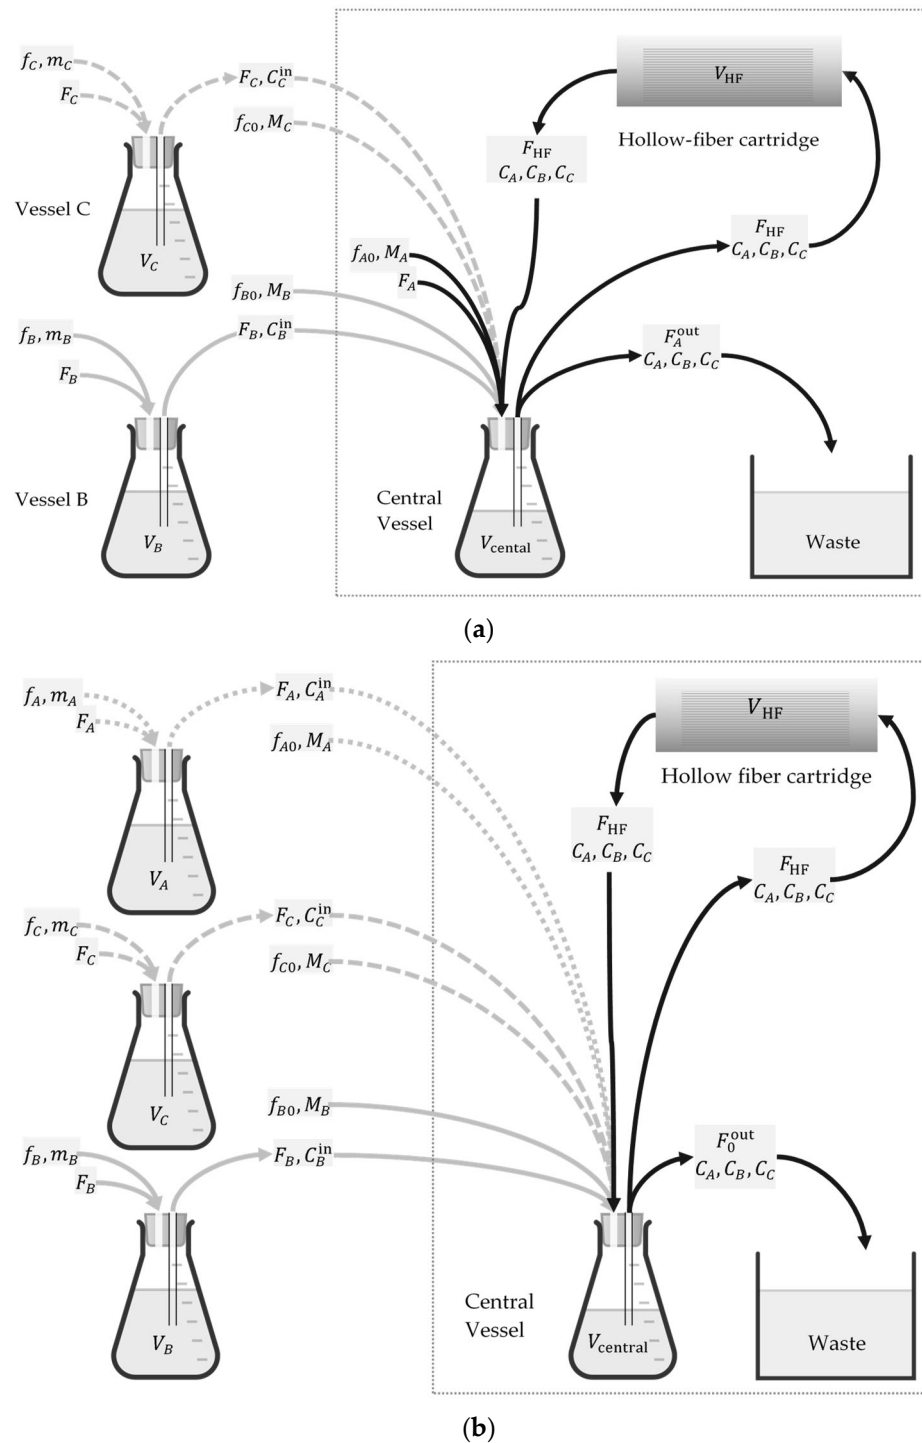 f_C, m_C
F_C
F_C, C_C^in
f_C0, M_C
V_HF
Hollow-fiber cartridge
F_HF
C_A, C_B, C_C
Vessel C
V_C
f_A0, M_A
F_A
F_HF
C_A, C_B, C_C
f_B0, M_B
f_B, m_B
F_B, C_B^in
F_B
F_A^out
C_A, C_B, C_C
Vessel B
V_B
Central
Vessel
V_cental
Waste
(a)
f_A, m_A
F_A
F_A, C_A^in
f_A0, M_A
V_HF
Hollow fiber cartridge
F_HF
C_A, C_B, C_C
V_A
F_HF
C_A, C_B, C_C
f_C, m_C
F_C
F_C, C_C^in
f_C0, M_C
V_C
f_B0, M_B
f_B, m_B
F_B
F_B, C_B^in
F_0^out
C_A, C_B, C_C
V_B
Central
Vessel
V_central
Waste
(b)